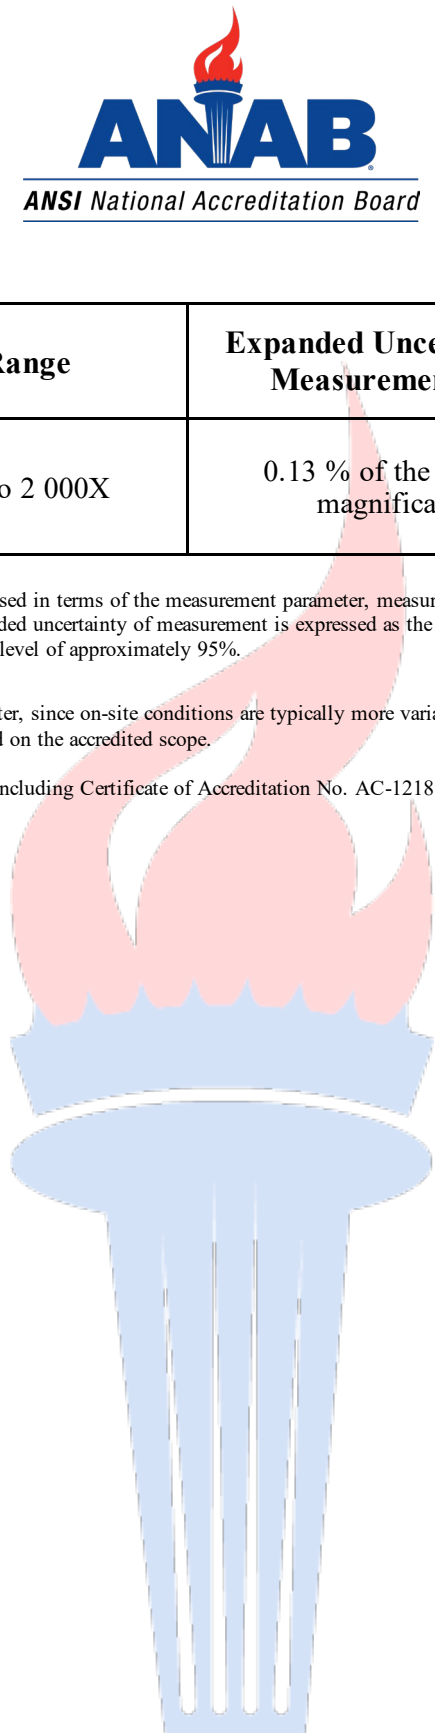 ANAB
ANSI National Accreditation Board
Range
Expanded Unce
Measureme
o 2 000X
0.13 % of the
magnifica
sed in terms of the measurement parameter, measur
ded uncertainty of measurement is expressed as the
level of approximately 95%.
ter, since on-site conditions are typically more varia
d on the accredited scope.
ncluding Certificate of Accreditation No. AC-1218